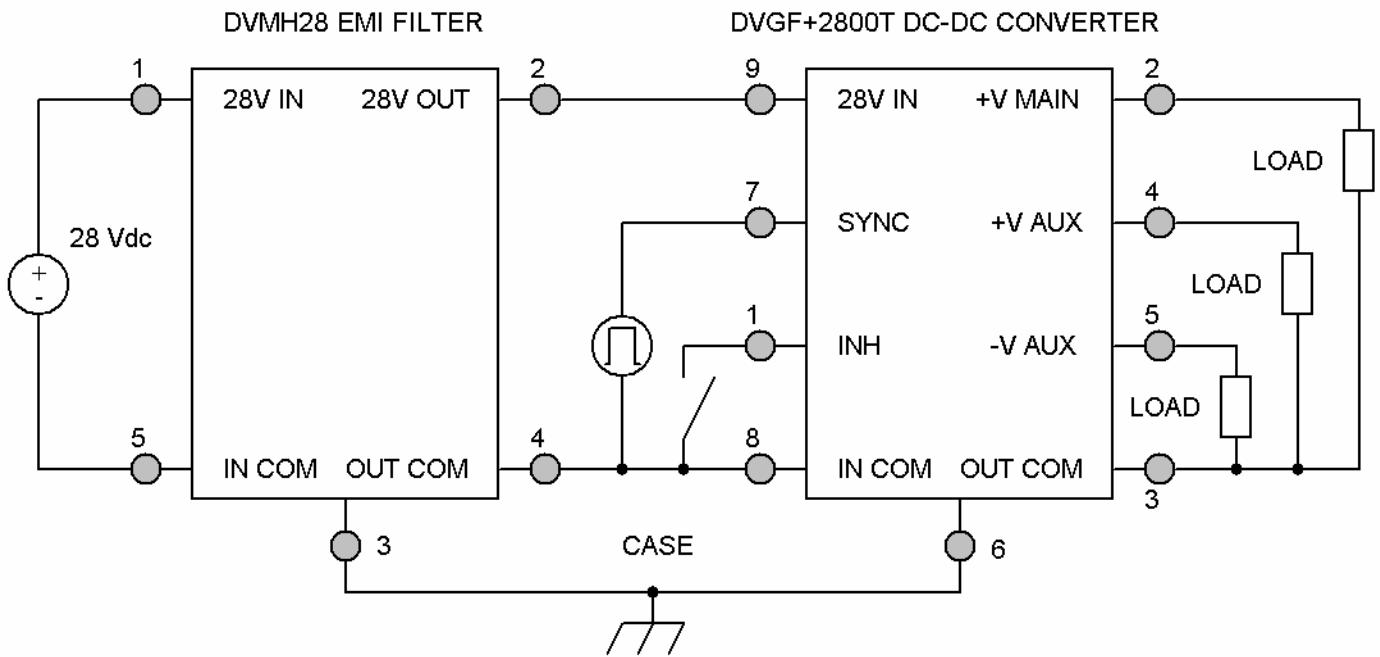 DVMH28 EMI FILTER
DVGF+2800T DC-DC CONVERTER
1
28V IN
28V OUT
2
9
28V IN
+V MAIN
2
LOAD
7
SYNC
+V AUX
4
28 Vdc
+
-
LOAD
1
INH
-V AUX
5
LOAD
5
IN COM
OUT COM
4
8
IN COM
OUT COM
3
3
CASE
6